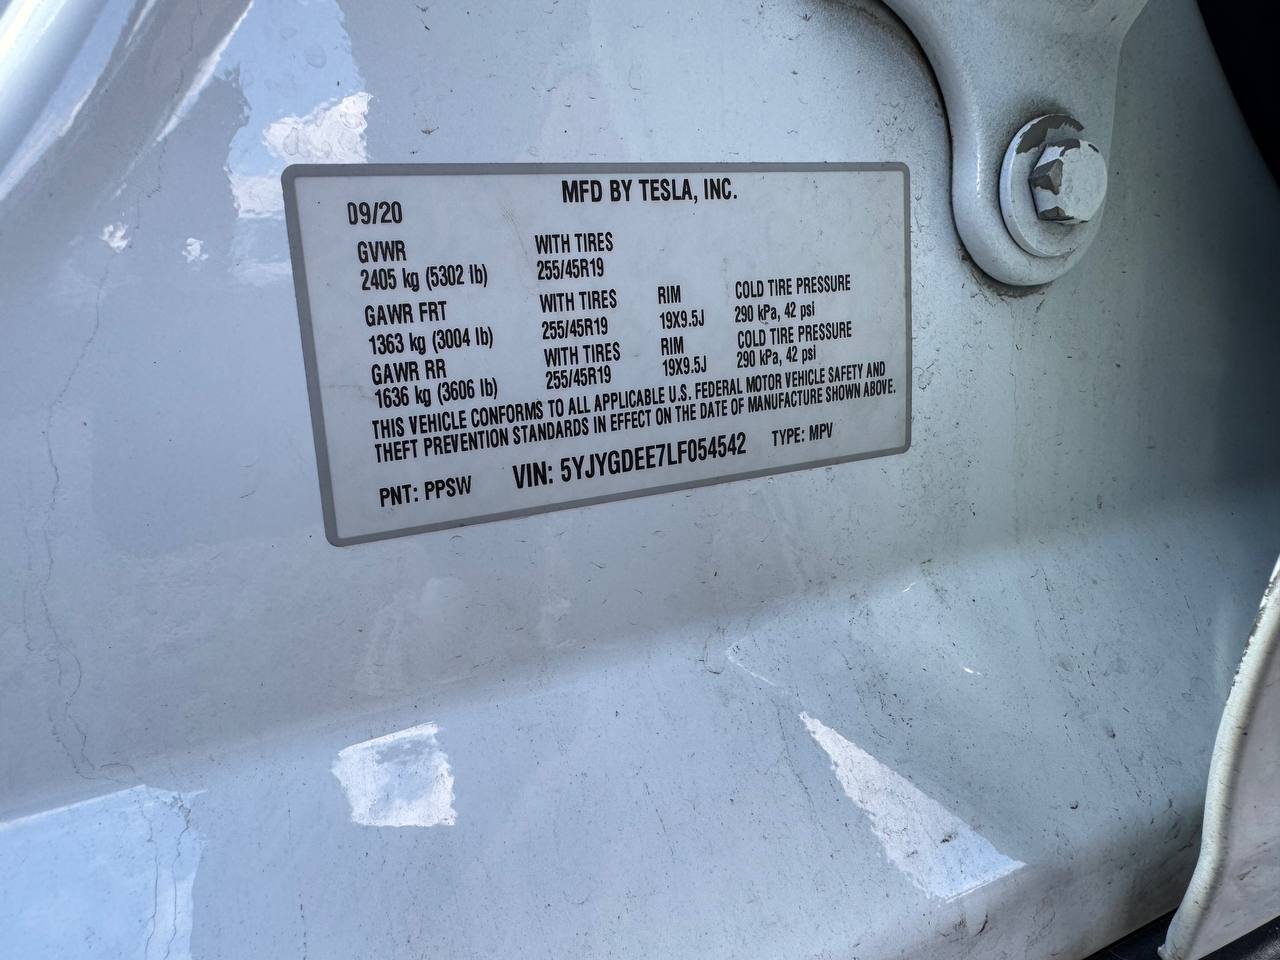 MFD BY TESLA, INC.
09/20
GVWR WITH TIRES
2405 kg (5302 lb) 255/45R19
GAWR FRT WITH TIRES RIM COLD TIRE PRESSURE
1363 kg (3004 lb) 255/45R19 19X9.5J 290 kPa, 42 psi
GAWR RR WITH TIRES RIM COLD TIRE PRESSURE
1636 kg (3606 lb) 255/45R19 19X9.5J 290 kPa, 42 psi
THIS VEHICLE CONFORMS TO ALL APPLICABLE U.S. FEDERAL MOTOR VEHICLE SAFETY AND
THEFT PREVENTION STANDARDS IN EFFECT ON THE DATE OF MANUFACTURE SHOWN ABOVE.
PNT: PPSW VIN: 5YJYGDEE7LF054542 TYPE: MPV